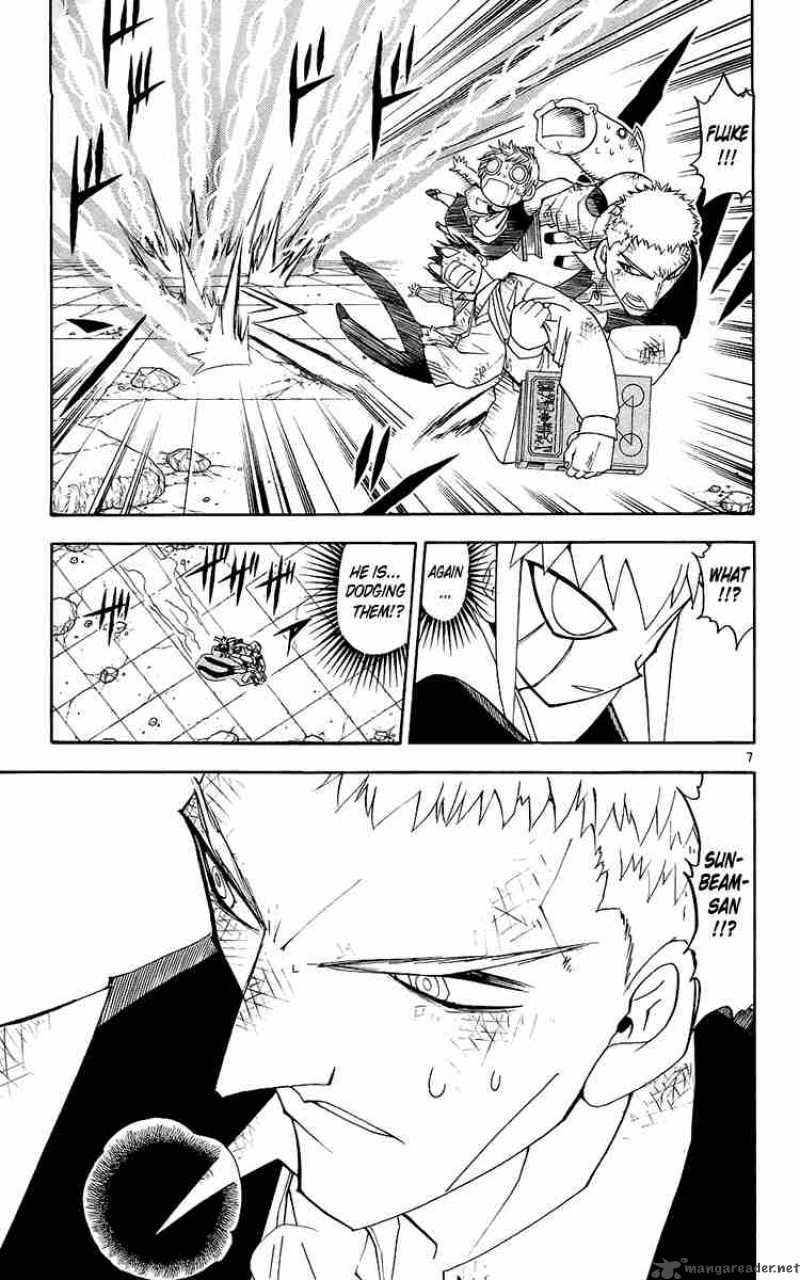 FLUKE
!!!
WHAT
!!?
AGAIN
...
HE IS...
DODGING
THEM!?
7
SUN-
BEAM-
SAN
!!?
mangareader.net